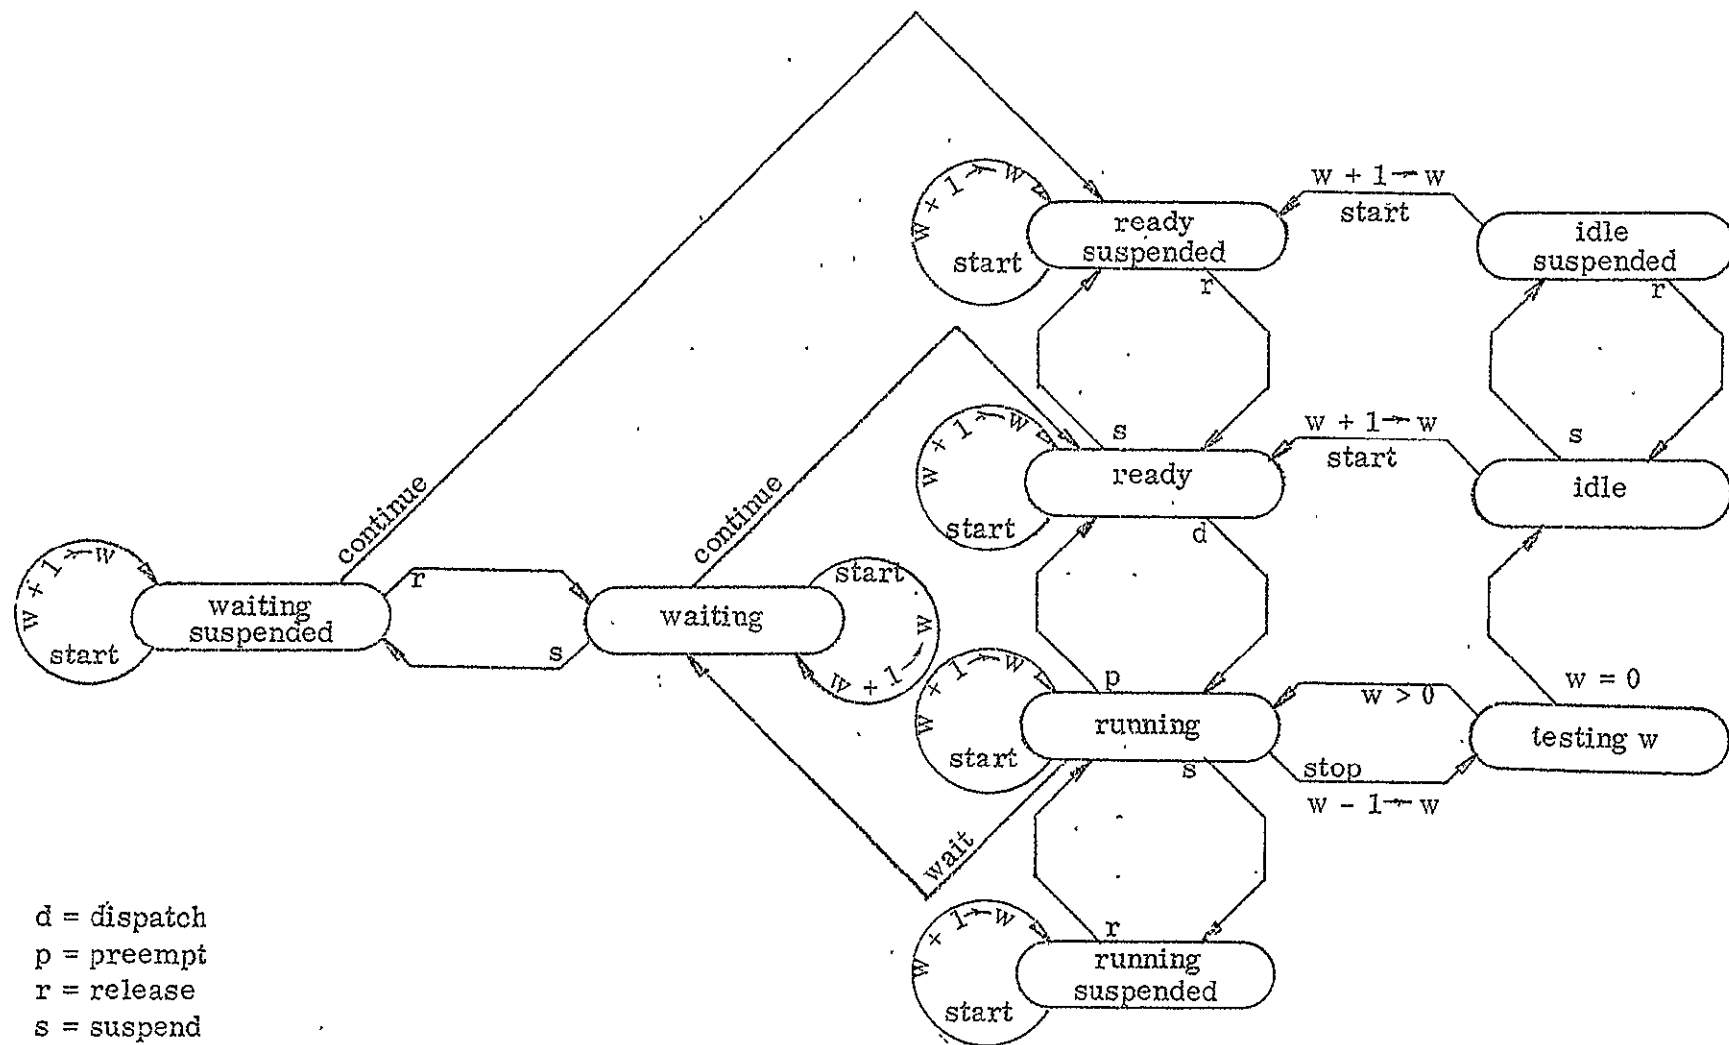 w + 1 → w
start
ready
suspended
w + 1 → w
start
idle
suspended
r
r
s
s
w + 1 → w
start
ready
w + 1 → w
start
idle
d
continue
continue
w + 1 → w
start
waiting
suspended
r
s
waiting
start
w + 1 → w
p
w + 1 → w
start
running
s
w > 0
stop
w - 1 → w
w = 0
testing w
wait
r
w + 1 → w
start
running
suspended
d = dispatch
p = preempt
r = release
s = suspend